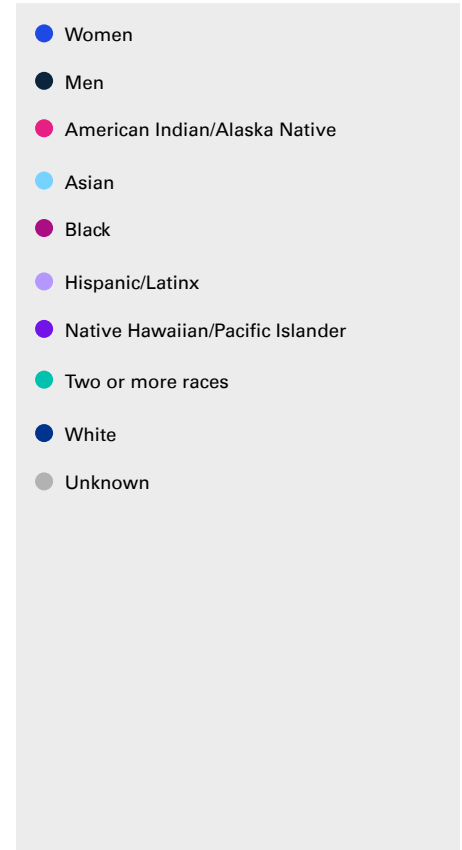 Women
Men
American Indian/Alaska Native
Asian
Black
Hispanic/Latinx
Native Hawaiian/Pacific Islander
Two or more races
White
Unknown